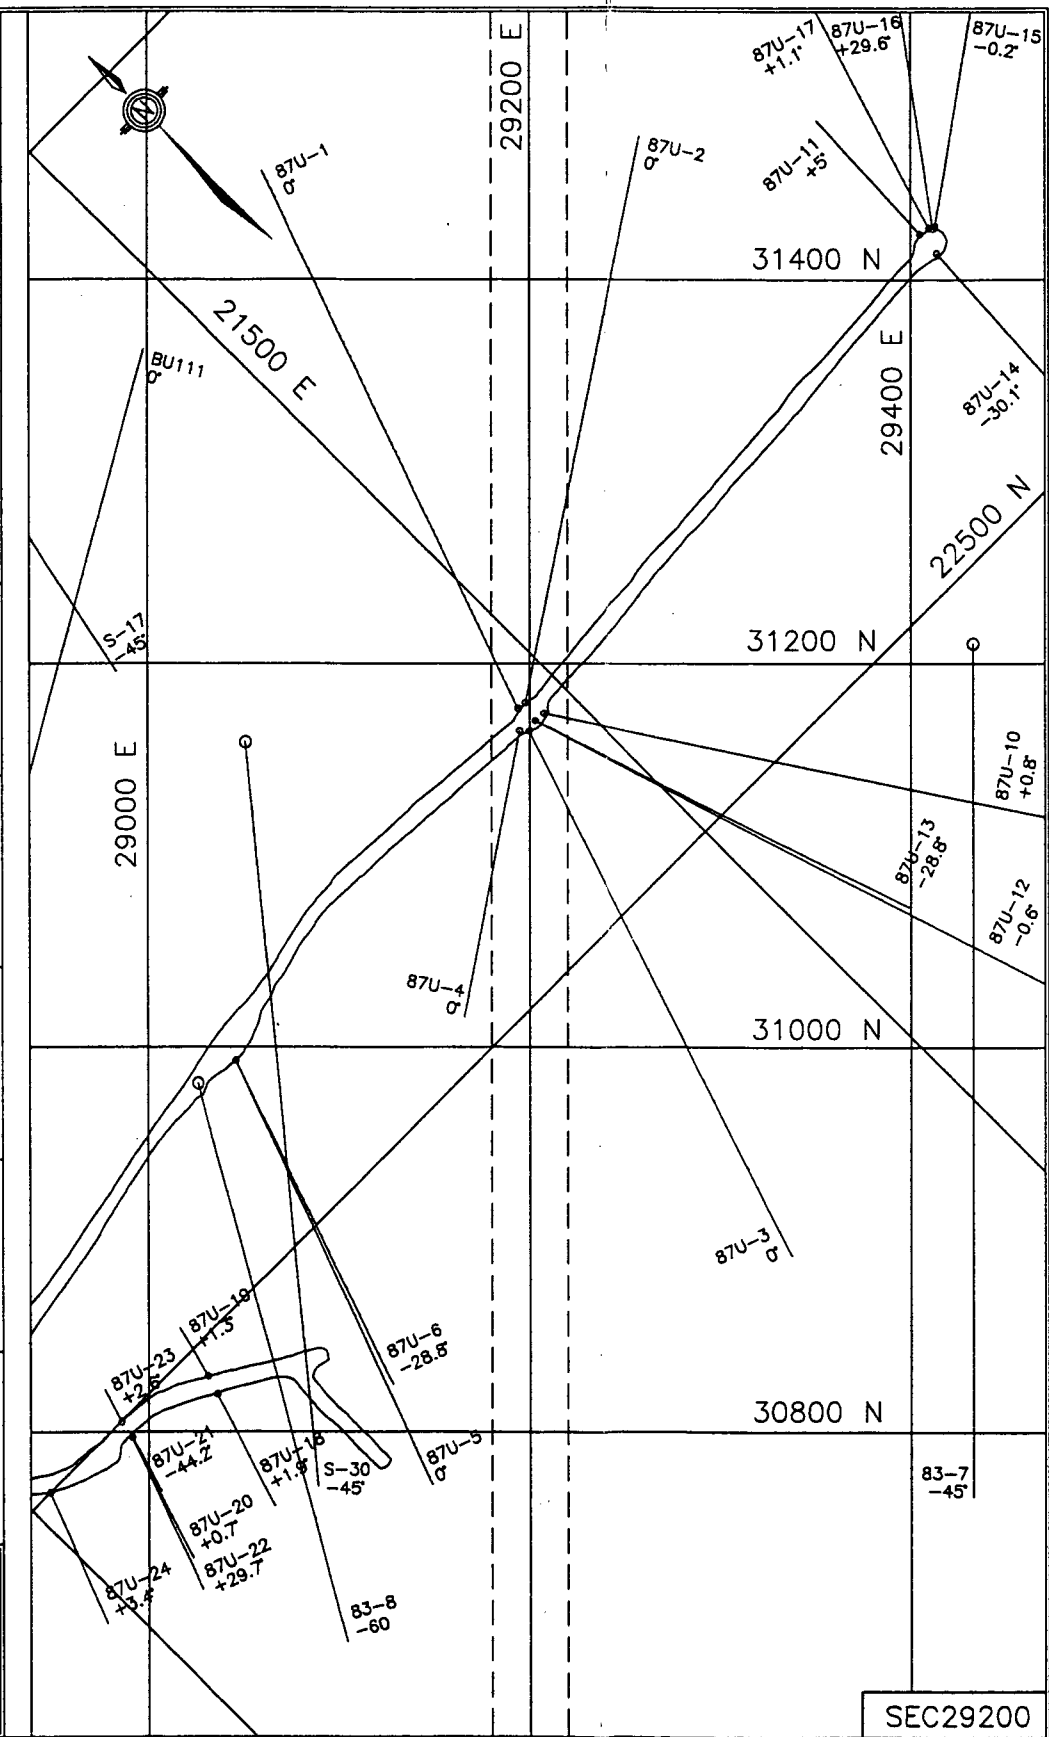 29200 E
87U-17
+1.1°
87U-16
+29.6°
87U-15
-0.2°
N
87U-1
0°
87U-2
0°
87U-11
+5°
31400 N
21500 E
BU111
0°
29400 E
87U-14
-30.1°
22500 N
S-17
-45°
31200 N
29000 E
87U-10
+0.8°
87U-13
-28.8°
87U-12
-0.6°
87U-4
0°
31000 N
87U-3
0°
87U-19
+1.3°
87U-6
-28.8°
87U-23
+2.6°
30800 N
87U-21
-44.2°
87U-18
+1.9°
S-30
-45°
87U-5
0°
83-7
-45°
87U-20
+0.7°
87U-22
+29.7°
87U-24
+3.4°
83-8
-60
SEC29200